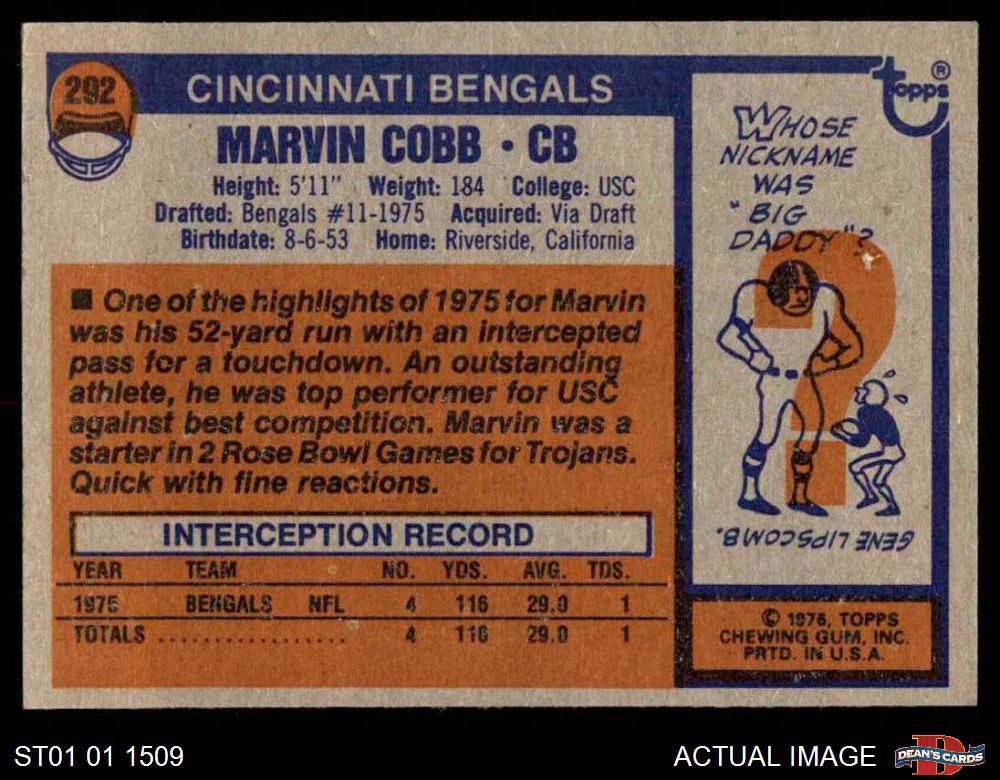 292
CINCINNATI BENGALS
MARVIN COBB • CB
Height: 5'11" Weight: 184 College: USC
Drafted: Bengals #11-1975 Acquired: Via Draft
Birthdate: 8-6-53 Home: Riverside, California
■ One of the highlights of 1975 for Marvin
was his 52-yard run with an intercepted
pass for a touchdown. An outstanding
athlete, he was top performer for USC
against best competition. Marvin was a
starter in 2 Rose Bowl Games for Trojans.
Quick with fine reactions.
INTERCEPTION RECORD
YEAR TEAM NO. YDS. AVG. TDS.
1975 BENGALS NFL 4 116 29.0 1
TOTALS .................. 4 116 29.0 1
topps®
WHOSE
NICKNAME
WAS
"BIG
DADDY"?
GENE LIPSCOMB.
© 1976, TOPPS
CHEWING GUM, INC.
PRTD. IN U.S.A.
ST01 01 1509
ACTUAL IMAGE
D
DEAN'S CARDS